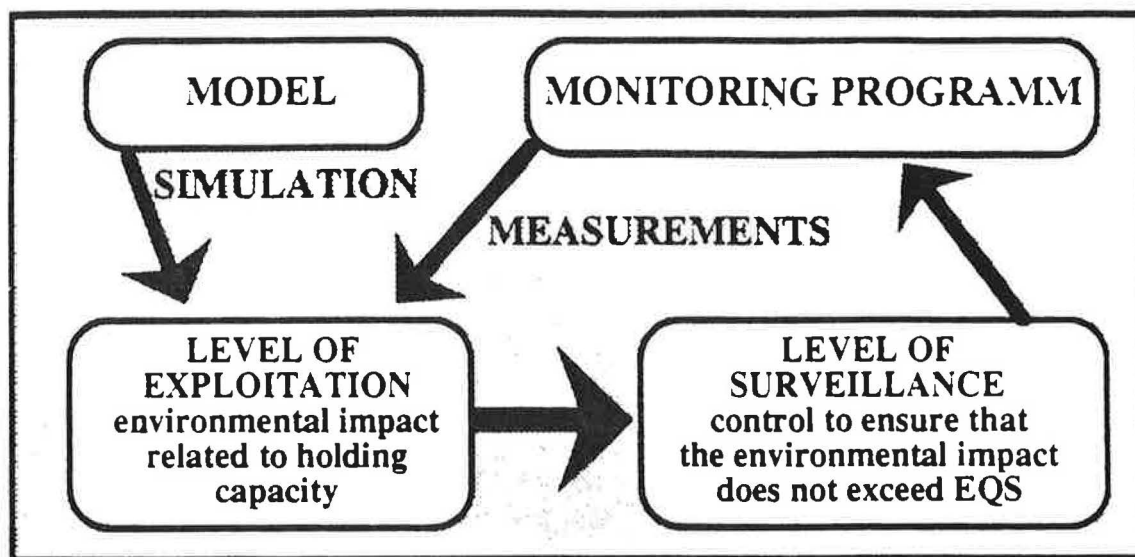 MODEL
MONITORING PROGRAMM
SIMULATION
MEASUREMENTS
LEVEL OF
EXPLOITATION
environmental impact
related to holding
capacity
LEVEL OF
SURVEILLANCE
control to ensure that
the environmental impact
does not exceed EQS